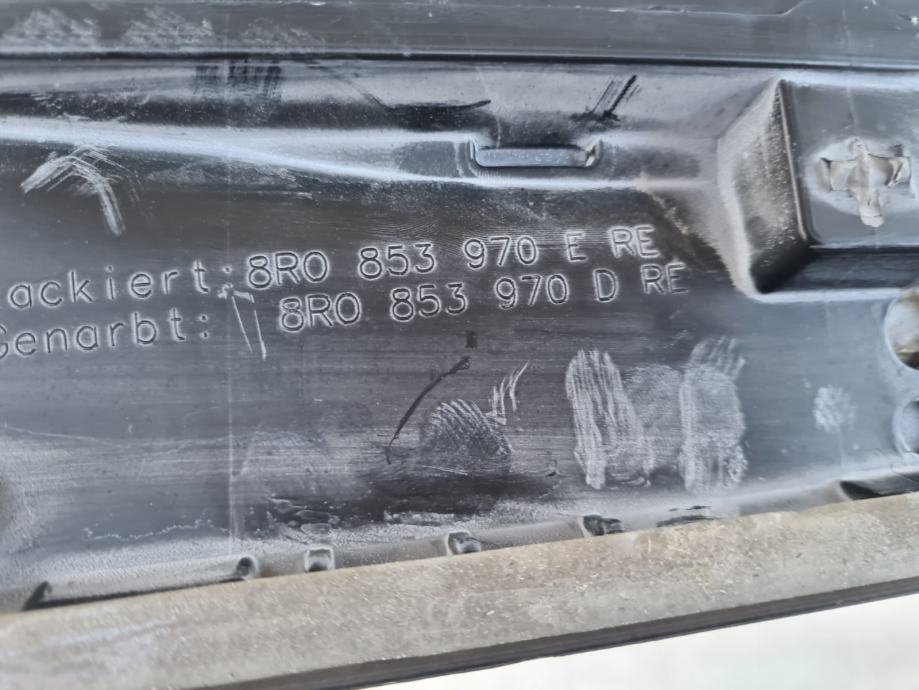 ackiert: 8R0 853 970 E RE
Genarbt: 8R0 853 970 D RE